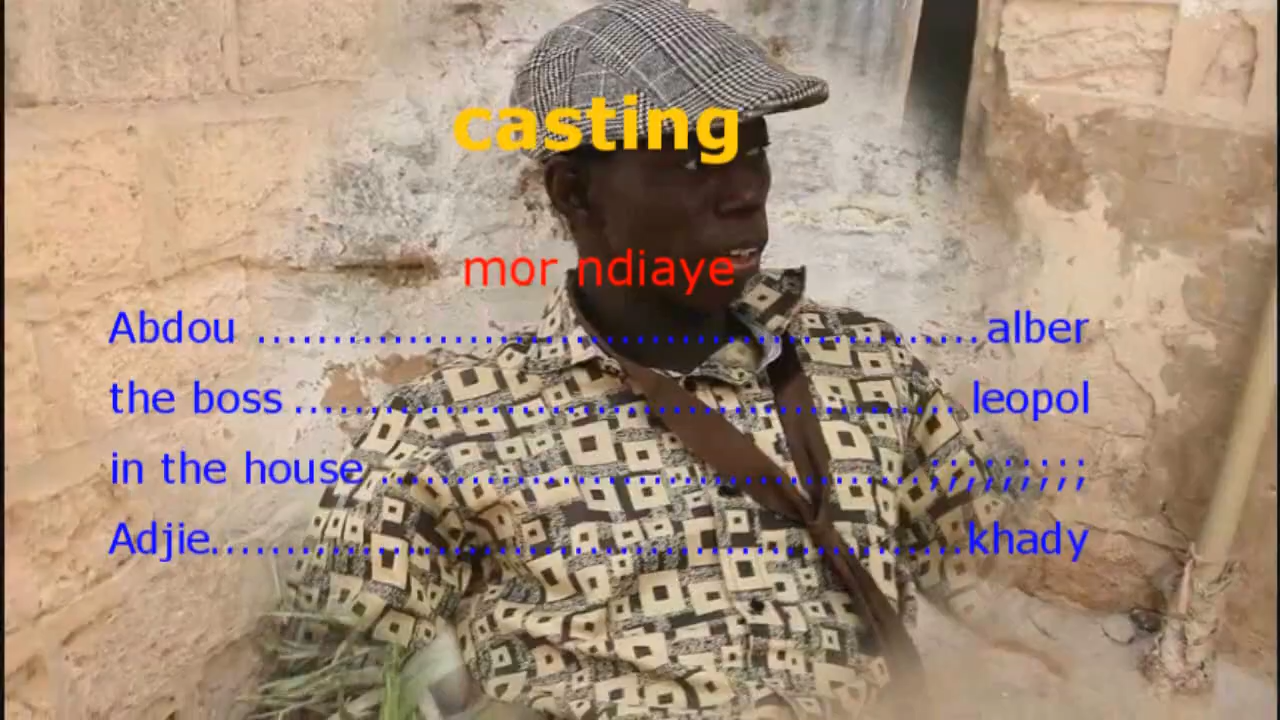 casting
mor ndiaye
Abdou ......................................................alber
the boss .................................................. leopol
in the house ........................................;;;;;;;;;
Adjie.........................................................khady